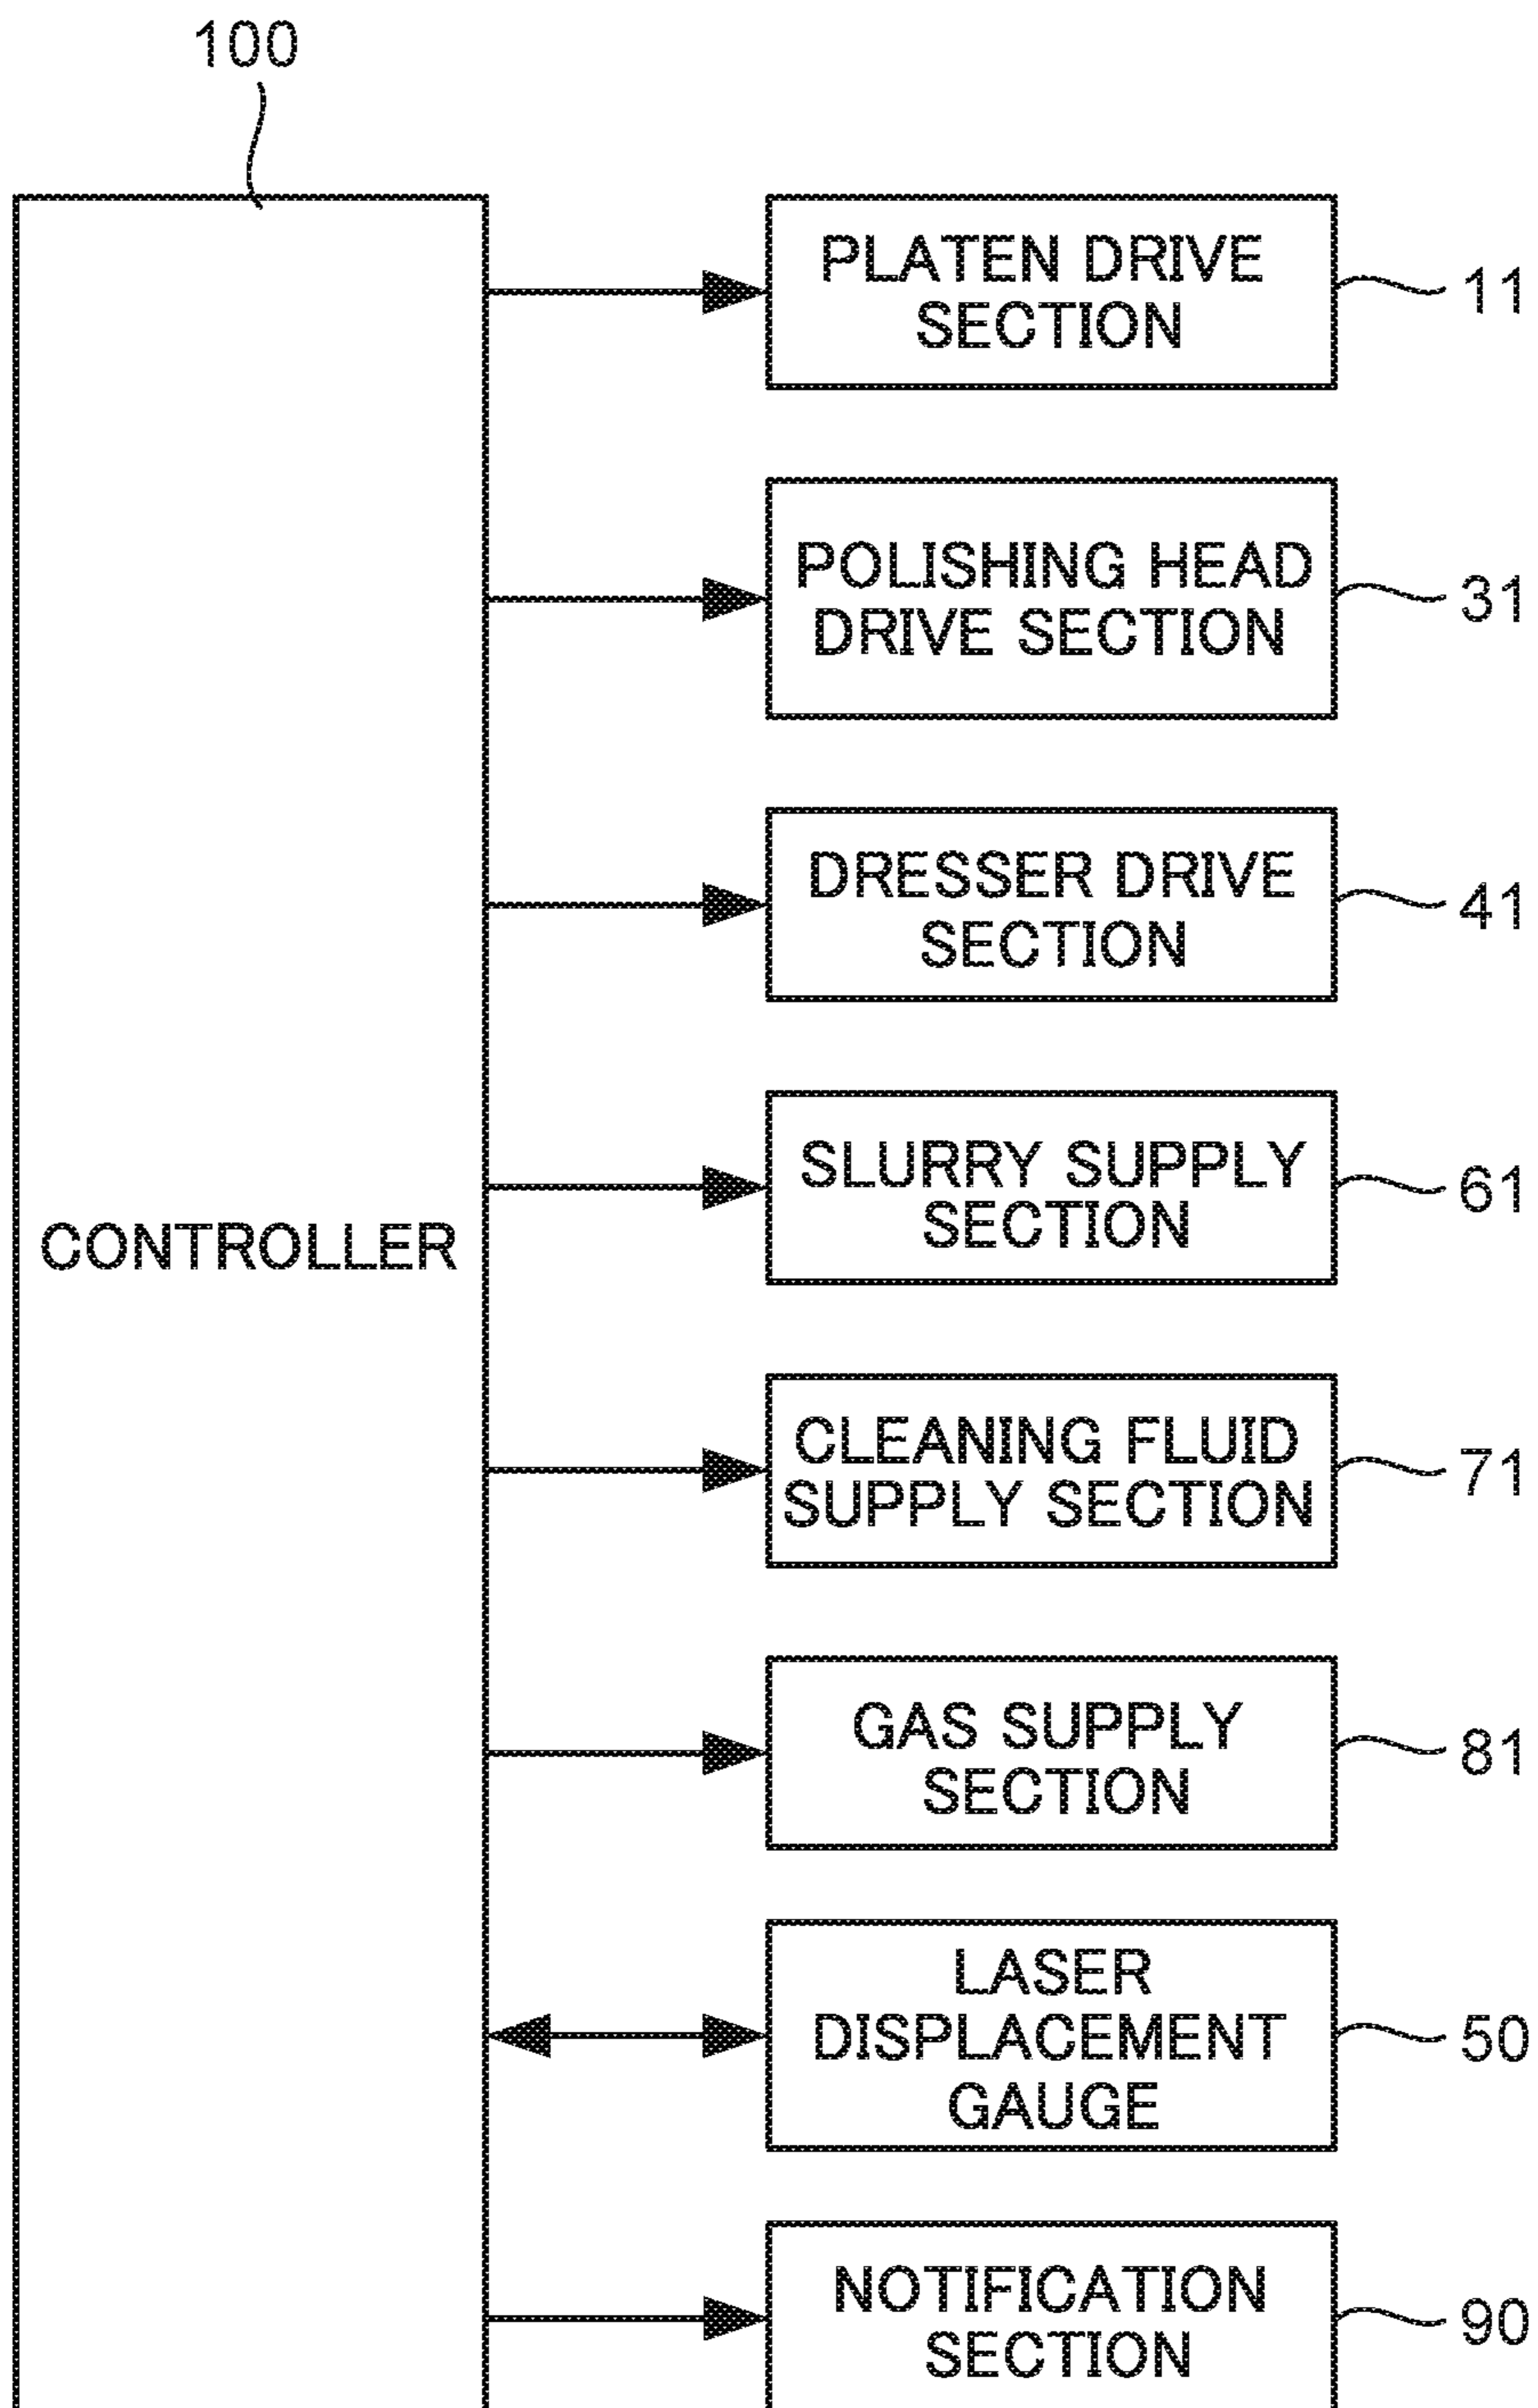 100
PLATEN DRIVE
SECTION
11
POLISHING HEAD
DRIVE SECTION
31
DRESSER DRIVE
SECTION
41
SLURRY SUPPLY
SECTION
61
CONTROLLER
CLEANING FLUID
SUPPLY SECTION
71
GAS SUPPLY
SECTION
81
LASER
DISPLACEMENT
GAUGE
50
NOTIFICATION
SECTION
90